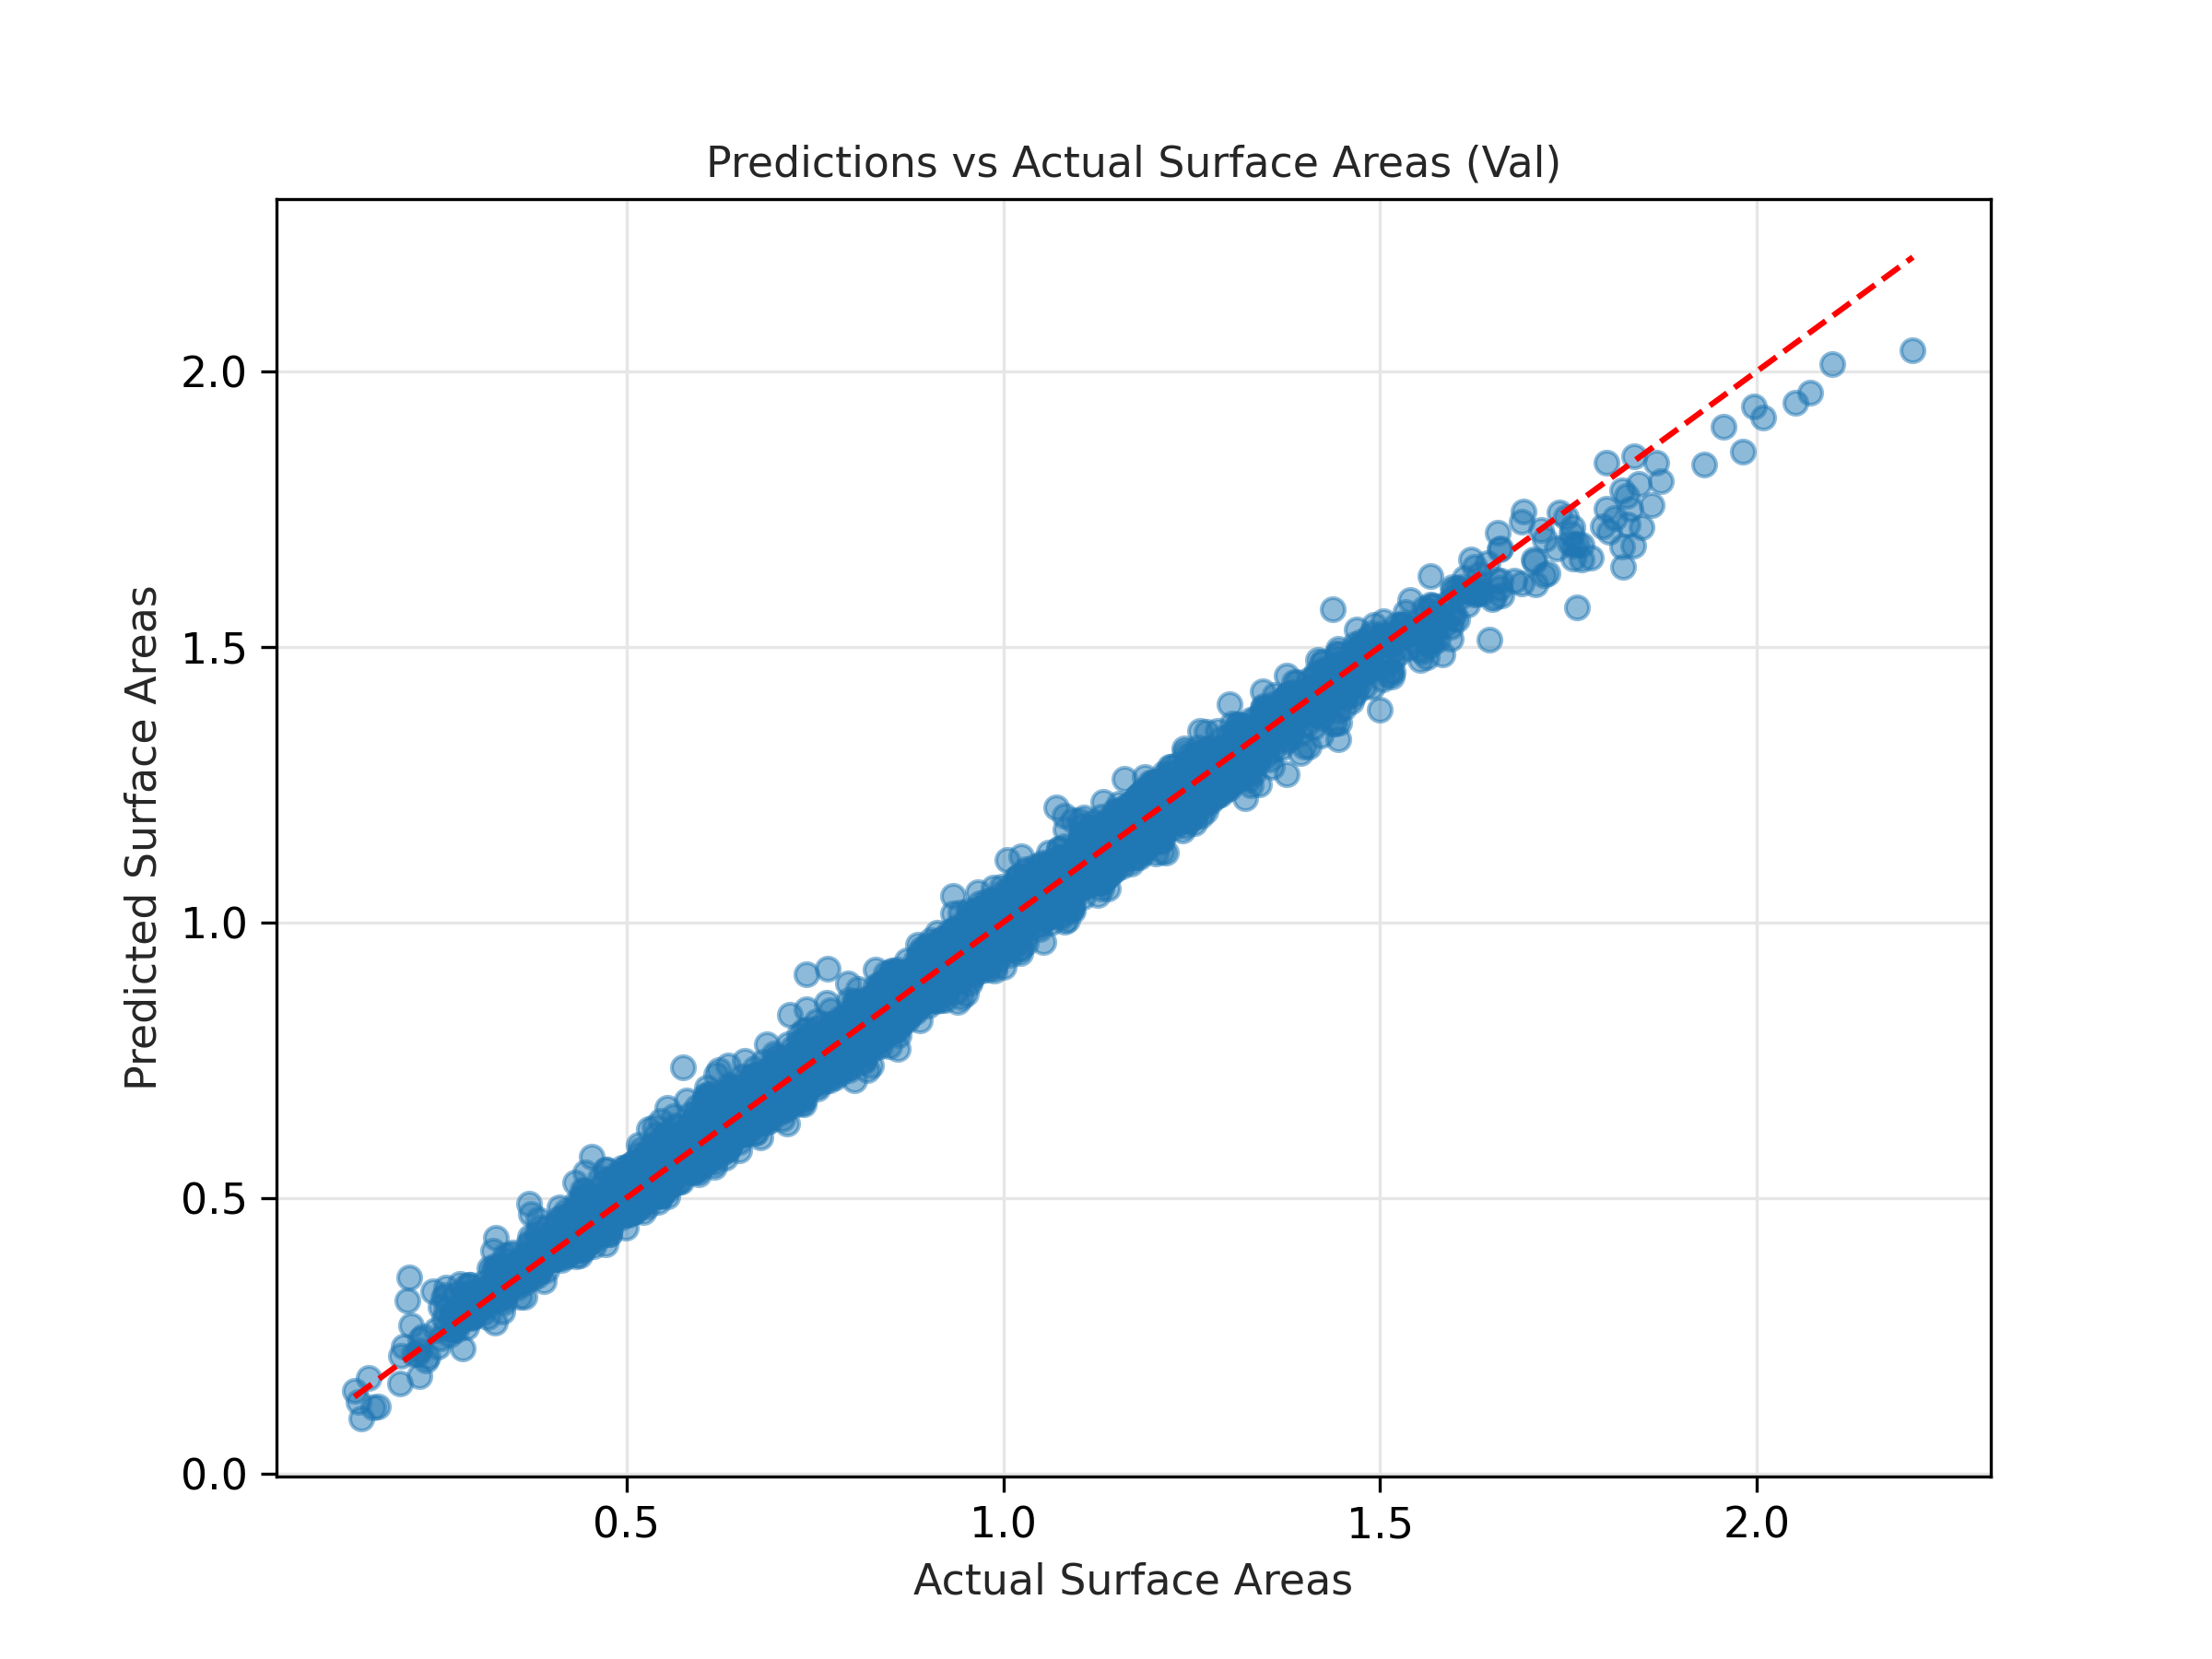 Predictions vs Actual Surface Areas (Val)
Predicted Surface Areas
2.0
1.5
1.0
0.5
0.0
0.5 1.0 1.5 2.0
Actual Surface Areas